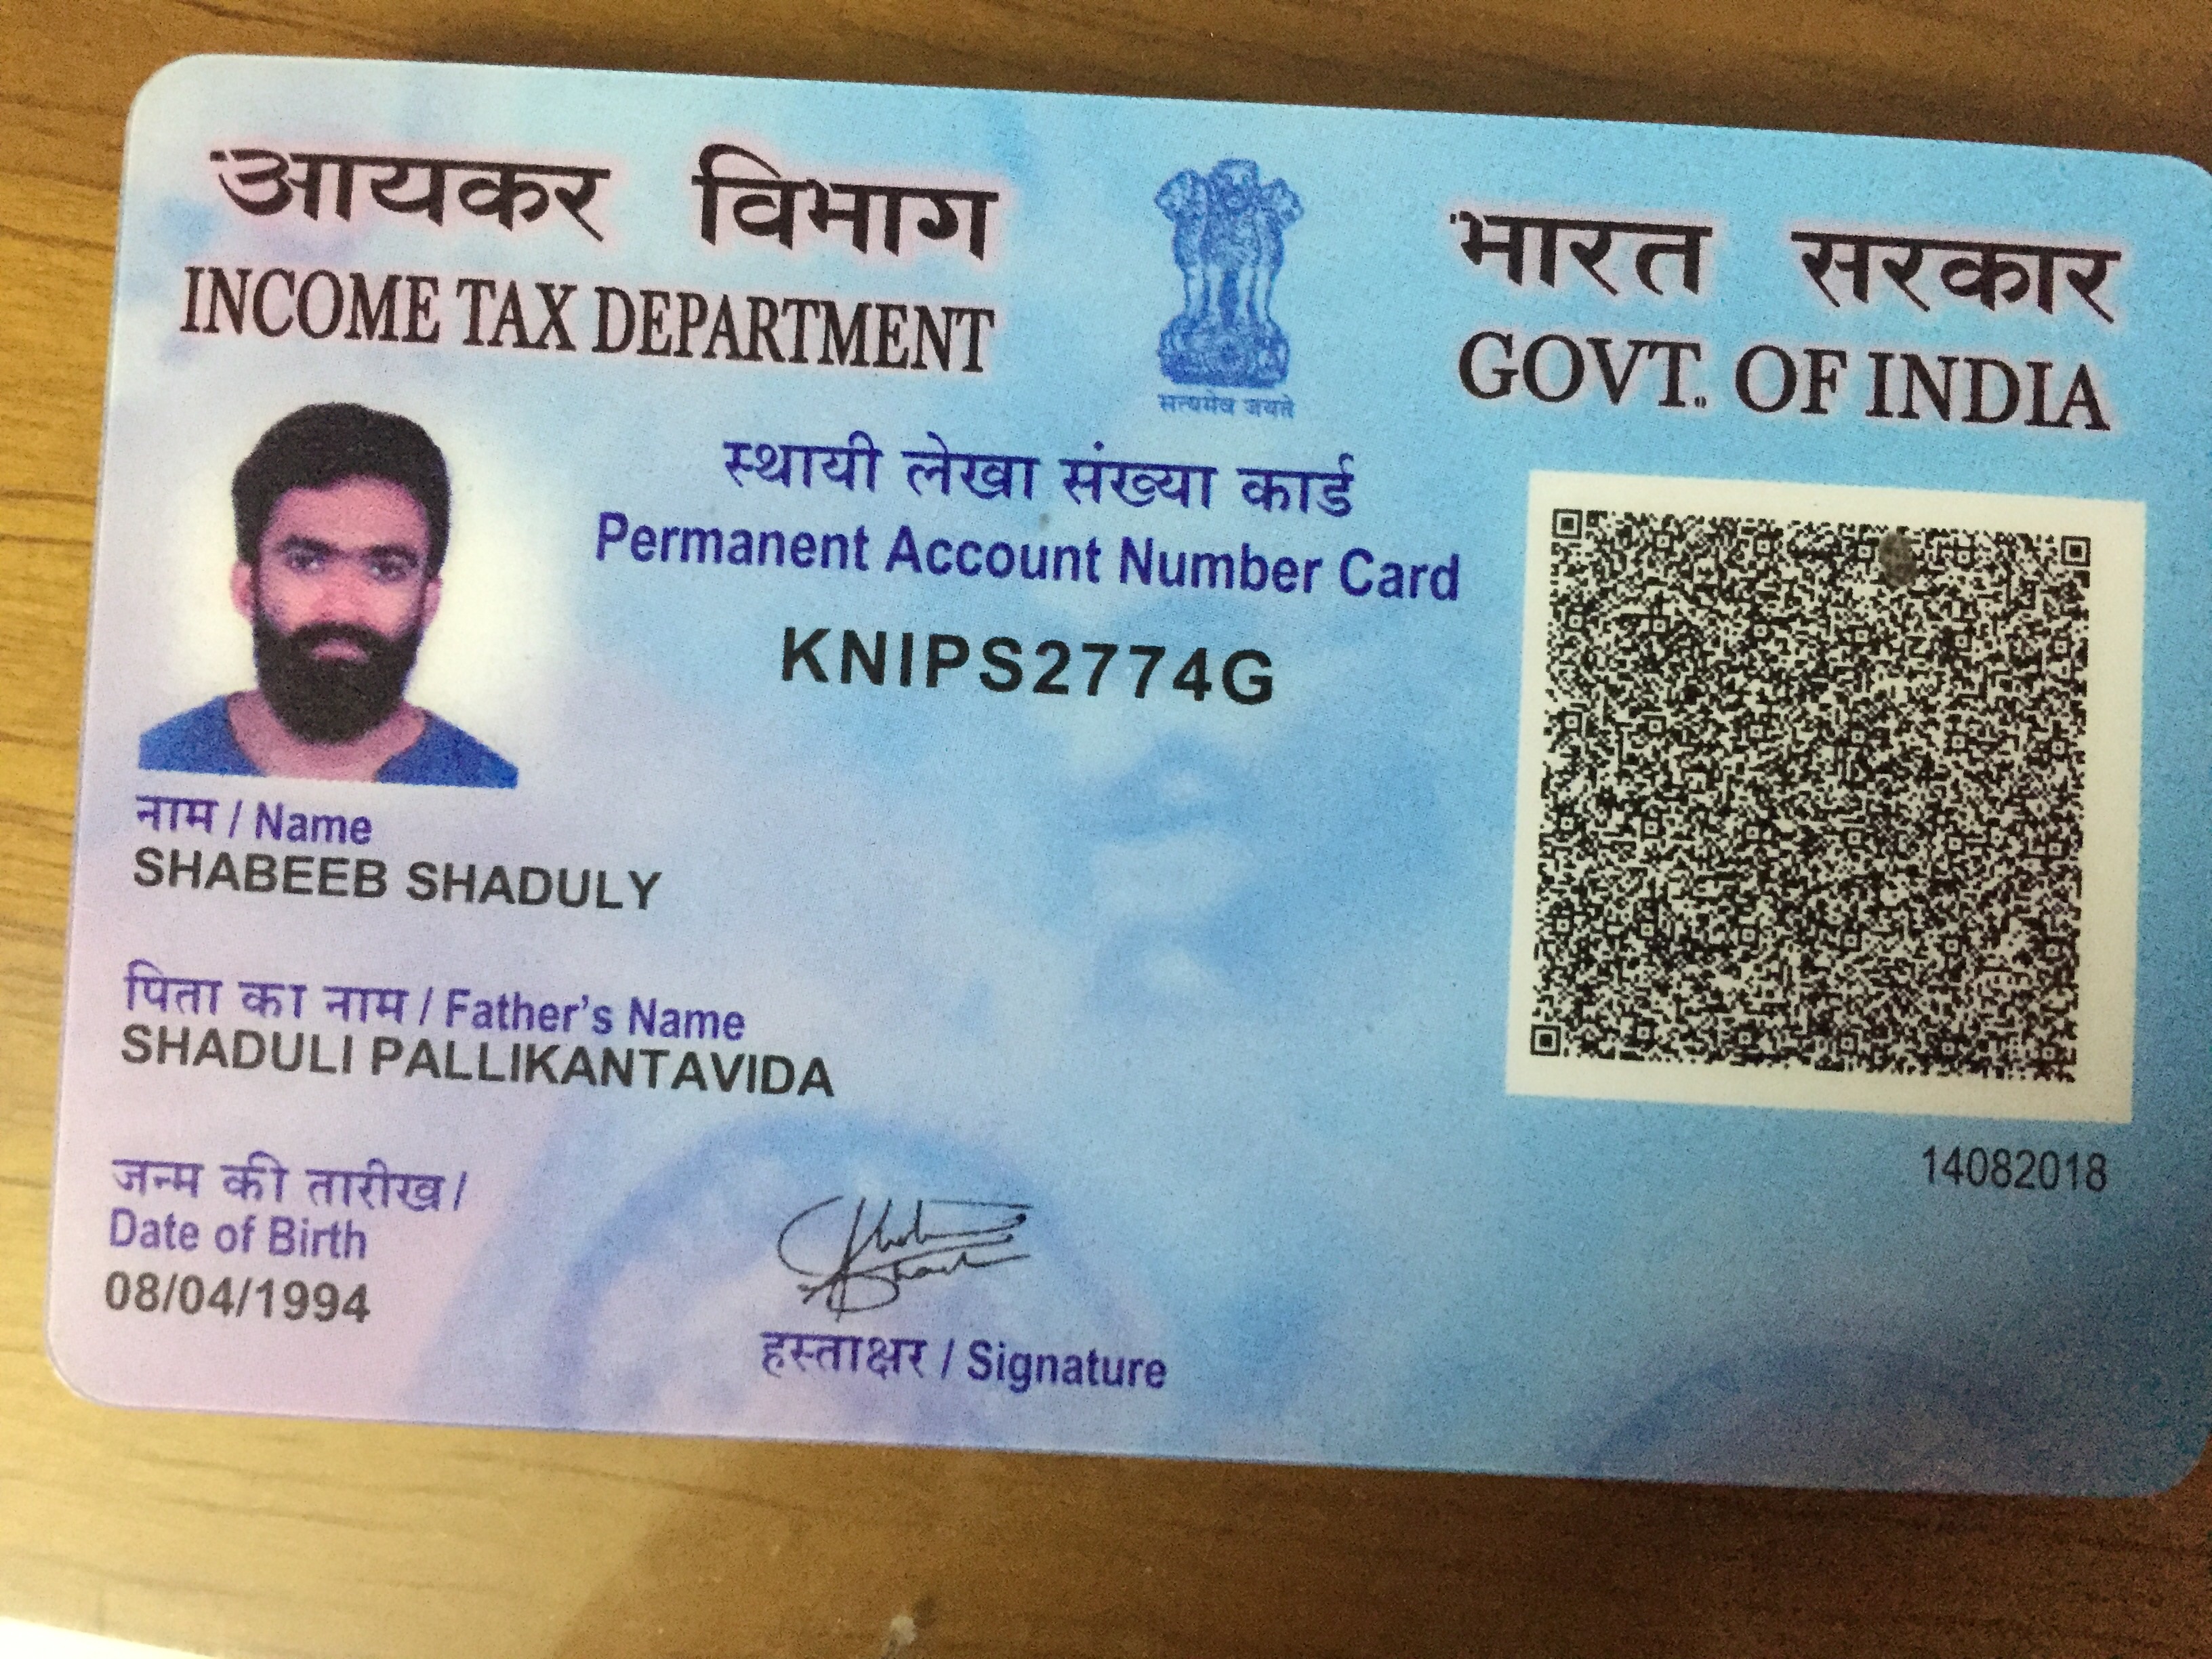 आयकर विभाग
INCOME TAX DEPARTMENT
सत्यमेव जयते
भारत सरकार
GOVT. OF INDIA
स्थायी लेखा संख्या कार्ड
Permanent Account Number Card
KNIPS2774G
नाम / Name
SHABEEB SHADULY
पिता का नाम / Father's Name
SHADULI PALLIKANTAVIDA
जन्म की तारीख /
Date of Birth
08/04/1994
हस्ताक्षर / Signature
14082018